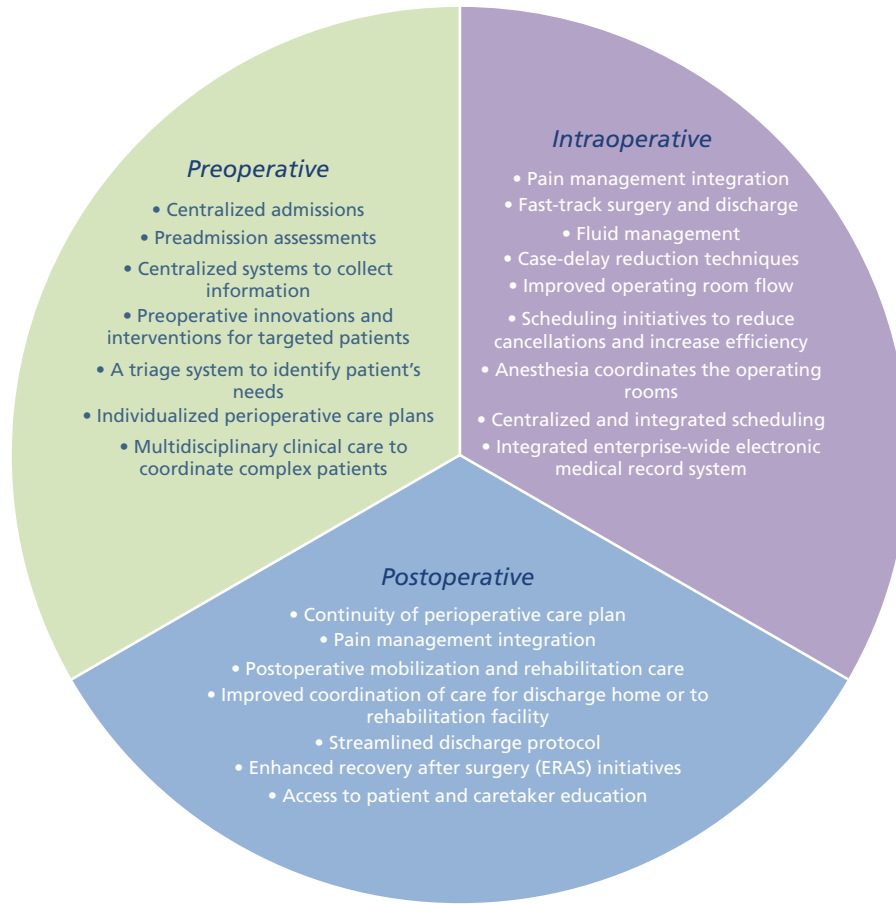 Preoperative
• Centralized admissions
• Preadmission assessments
• Centralized systems to collect
information
• Preoperative innovations and
interventions for targeted patients
• A triage system to identify patient’s
needs
• Individualized perioperative care plans
• Multidisciplinary clinical care to
coordinate complex patients
Intraoperative
• Pain management integration
• Fast-track surgery and discharge
• Fluid management
• Case-delay reduction techniques
• Improved operating room flow
• Scheduling initiatives to reduce
cancellations and increase efficiency
• Anesthesia coordinates the operating
rooms
• Centralized and integrated scheduling
• Integrated enterprise-wide electronic
medical record system
Postoperative
• Continuity of perioperative care plan
• Pain management integration
• Postoperative mobilization and rehabilitation care
• Improved coordination of care for discharge home or to
rehabilitation facility
• Streamlined discharge protocol
• Enhanced recovery after surgery (ERAS) initiatives
• Access to patient and caretaker education